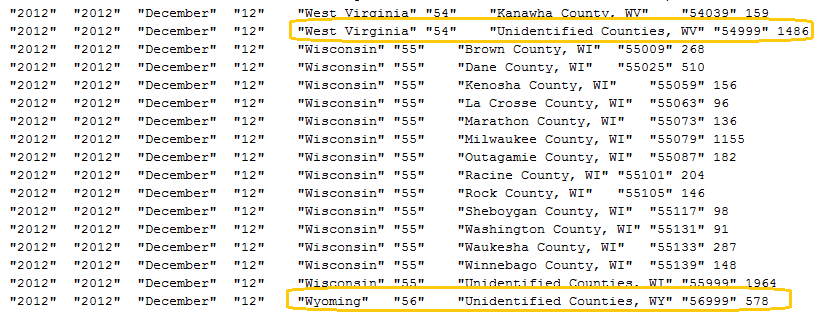 "2012" "2012" "December" "12" "West Virginia" "54" "Kanawha County, WV" "54039" 159
"2012" "2012" "December" "12" "West Virginia" "54" "Unidentified Counties, WV" "54999" 1486
"2012" "2012" "December" "12" "Wisconsin" "55" "Brown County, WI" "55009" 268
"2012" "2012" "December" "12" "Wisconsin" "55" "Dane County, WI" "55025" 510
"2012" "2012" "December" "12" "Wisconsin" "55" "Kenosha County, WI" "55059" 156
"2012" "2012" "December" "12" "Wisconsin" "55" "La Crosse County, WI" "55063" 96
"2012" "2012" "December" "12" "Wisconsin" "55" "Marathon County, WI" "55073" 136
"2012" "2012" "December" "12" "Wisconsin" "55" "Milwaukee County, WI" "55079" 1155
"2012" "2012" "December" "12" "Wisconsin" "55" "Outagamie County, WI" "55087" 182
"2012" "2012" "December" "12" "Wisconsin" "55" "Racine County, WI" "55101" 204
"2012" "2012" "December" "12" "Wisconsin" "55" "Rock County, WI" "55105" 146
"2012" "2012" "December" "12" "Wisconsin" "55" "Sheboygan County, WI" "55117" 98
"2012" "2012" "December" "12" "Wisconsin" "55" "Washington County, WI" "55131" 91
"2012" "2012" "December" "12" "Wisconsin" "55" "Waukesha County, WI" "55133" 287
"2012" "2012" "December" "12" "Wisconsin" "55" "Winnebago County, WI" "55139" 148
"2012" "2012" "December" "12" "Wisconsin" "55" "Unidentified Counties, WI" "55999" 1964
"2012" "2012" "December" "12" "Wyoming" "56" "Unidentified Counties, WY" "56999" 578